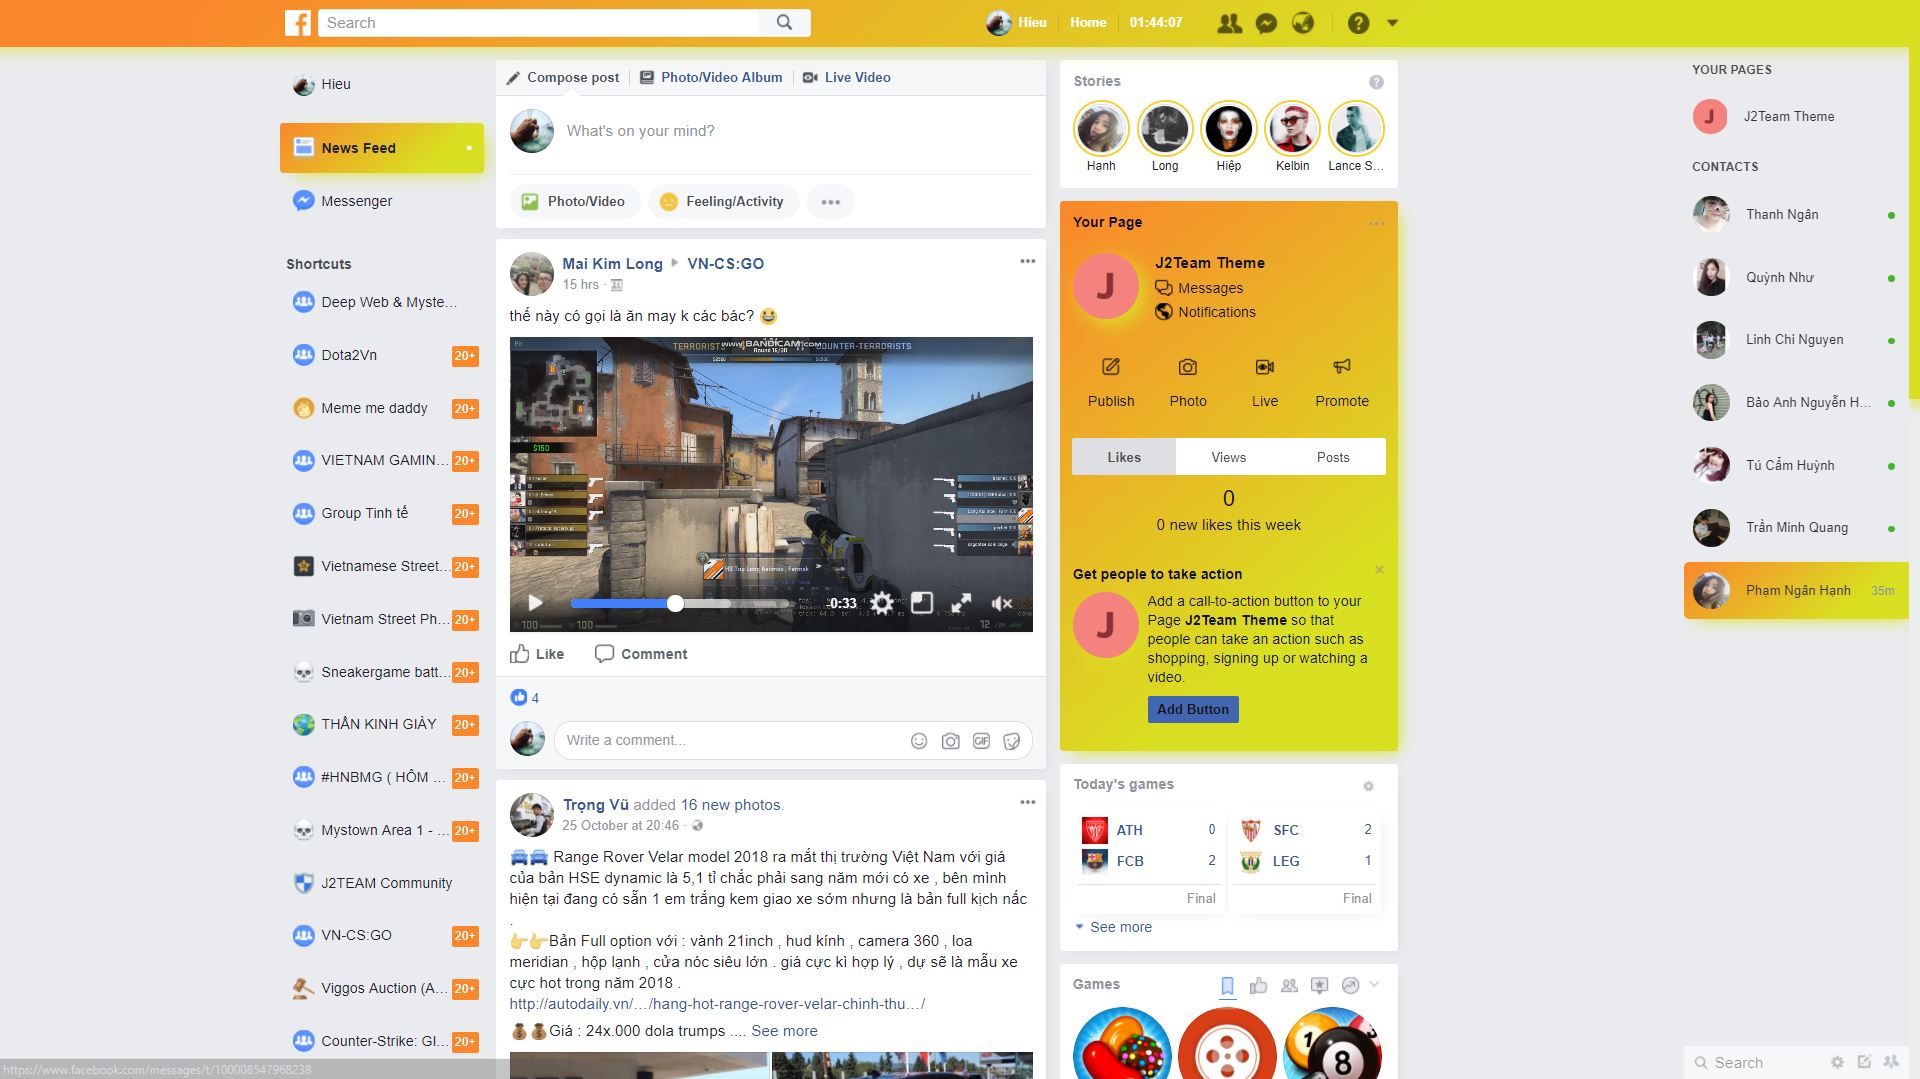 Search
Hieu
Home
01:44:07
Hieu
News Feed
Messenger
Shortcuts
Deep Web & Myste...
Dota2Vn
20+
Meme me daddy
20+
VIETNAM GAMIN...
20+
Group Tinh tế
20+
Vietnamese Street...
20+
Vietnam Street Ph...
20+
Sneakergame batt...
20+
THẦN KINH GIÀY
20+
#HNBMG ( HÔM ...
20+
Mystown Area 1 - ...
20+
J2TEAM Community
VN-CS:GO
20+
Viggos Auction (A...
20+
Counter-Strike: Gl...
20+
https://www.facebook.com/messages/t/100008547968238
Compose post
Photo/Video Album
Live Video
What's on your mind?
Photo/Video
Feeling/Activity
Mai Kim Long
VN-CS:GO
15 hrs ·
thế này có gọi là ăn may k các bác?
Pit
TERRORISTS
www.BANDICAM.com
COUNTER-TERRORISTS
Round 16/30
$150
0:33
100
100
12
Like
Comment
4
Write a comment...
GIF
Trọng Vũ added 16 new photos.
25 October at 20:46 ·
Range Rover Velar model 2018 ra mắt thị trường Việt Nam với giá
của bản HSE dynamic là 5,1 tỉ chắc phải sang năm mới có xe , bên mình
hiện tại đang có sẵn 1 em trắng kem giao xe sớm nhưng là bản full kịch nấc
.
Bản Full option với : vành 21inch , hud kính , camera 360 , loa
meridian , hộp lạnh , cửa nóc siêu lớn . giá cực kì hợp lý , dự sẽ là mẫu xe
cực hot trong năm 2018 .
http://autodaily.vn/.../hang-hot-range-rover-velar-chinh-thu.../
Giá : 24x.000 dola trumps .... See more
Stories
Hạnh
Long
Hiệp
Kelbin
Lance S...
Your Page
J
J2Team Theme
Messages
Notifications
Publish
Photo
Live
Promote
Likes
Views
Posts
0
0 new likes this week
Get people to take action
J
Add a call-to-action button to your
Page J2Team Theme so that
people can take an action such as
shopping, signing up or watching a
video.
Add Button
Today's games
ATH 0
FCB 2
Final
SFC 2
LEG 1
Final
See more
Games
1
8
YOUR PAGES
J
J2Team Theme
CONTACTS
Thanh Ngân
Quỳnh Như
Linh Chi Nguyen
Bảo Anh Nguyễn H...
Tú Cẩm Huỳnh
Trần Minh Quang
Phạm Ngân Hạnh
35m
Search